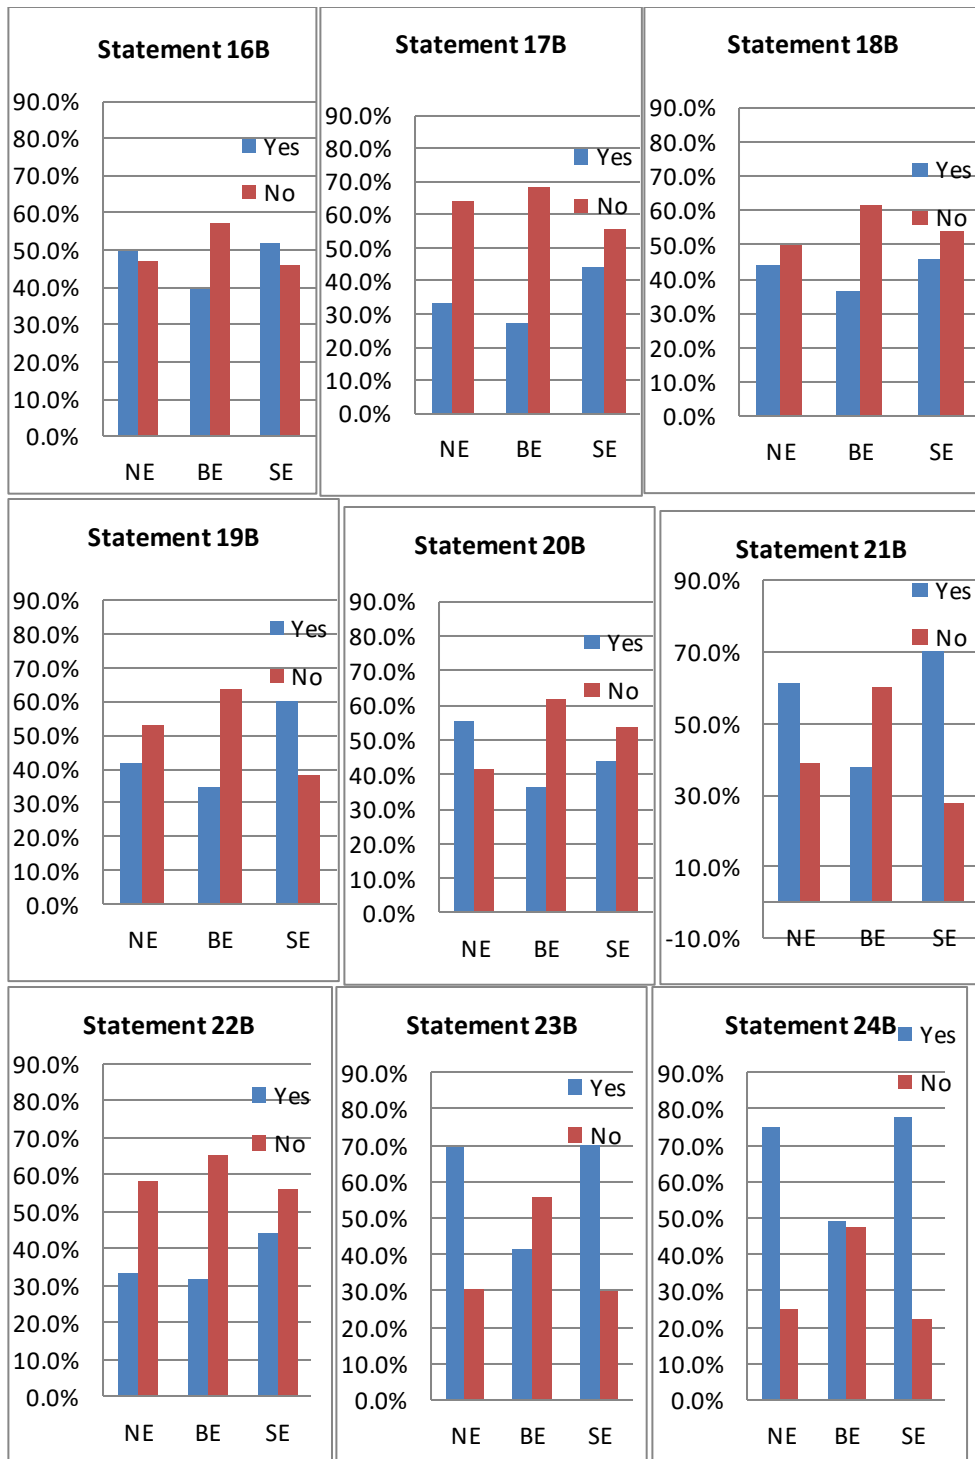 Statement 16B
90.0%
80.0%
70.0%
60.0%
50.0%
40.0%
30.0%
20.0%
10.0%
0.0%
Yes
No
NE BE SE
Statement 17B
90.0%
80.0%
70.0%
60.0%
50.0%
40.0%
30.0%
20.0%
10.0%
0.0%
Yes
No
NE BE SE
Statement 18B
90.0%
80.0%
70.0%
60.0%
50.0%
40.0%
30.0%
20.0%
10.0%
0.0%
Yes
No
NE BE SE
Statement 19B
90.0%
80.0%
70.0%
60.0%
50.0%
40.0%
30.0%
20.0%
10.0%
0.0%
Yes
No
NE BE SE
Statement 20B
90.0%
80.0%
70.0%
60.0%
50.0%
40.0%
30.0%
20.0%
10.0%
0.0%
Yes
No
NE BE SE
Statement 21B
90.0%
70.0%
50.0%
30.0%
10.0%
-10.0%
Yes
No
NE BE SE
Statement 22B
90.0%
80.0%
70.0%
60.0%
50.0%
40.0%
30.0%
20.0%
10.0%
0.0%
Yes
No
NE BE SE
Statement 23B
90.0%
80.0%
70.0%
60.0%
50.0%
40.0%
30.0%
20.0%
10.0%
0.0%
Yes
No
NE BE SE
Statement 24B
90.0%
80.0%
70.0%
60.0%
50.0%
40.0%
30.0%
20.0%
10.0%
0.0%
Yes
No
NE BE SE